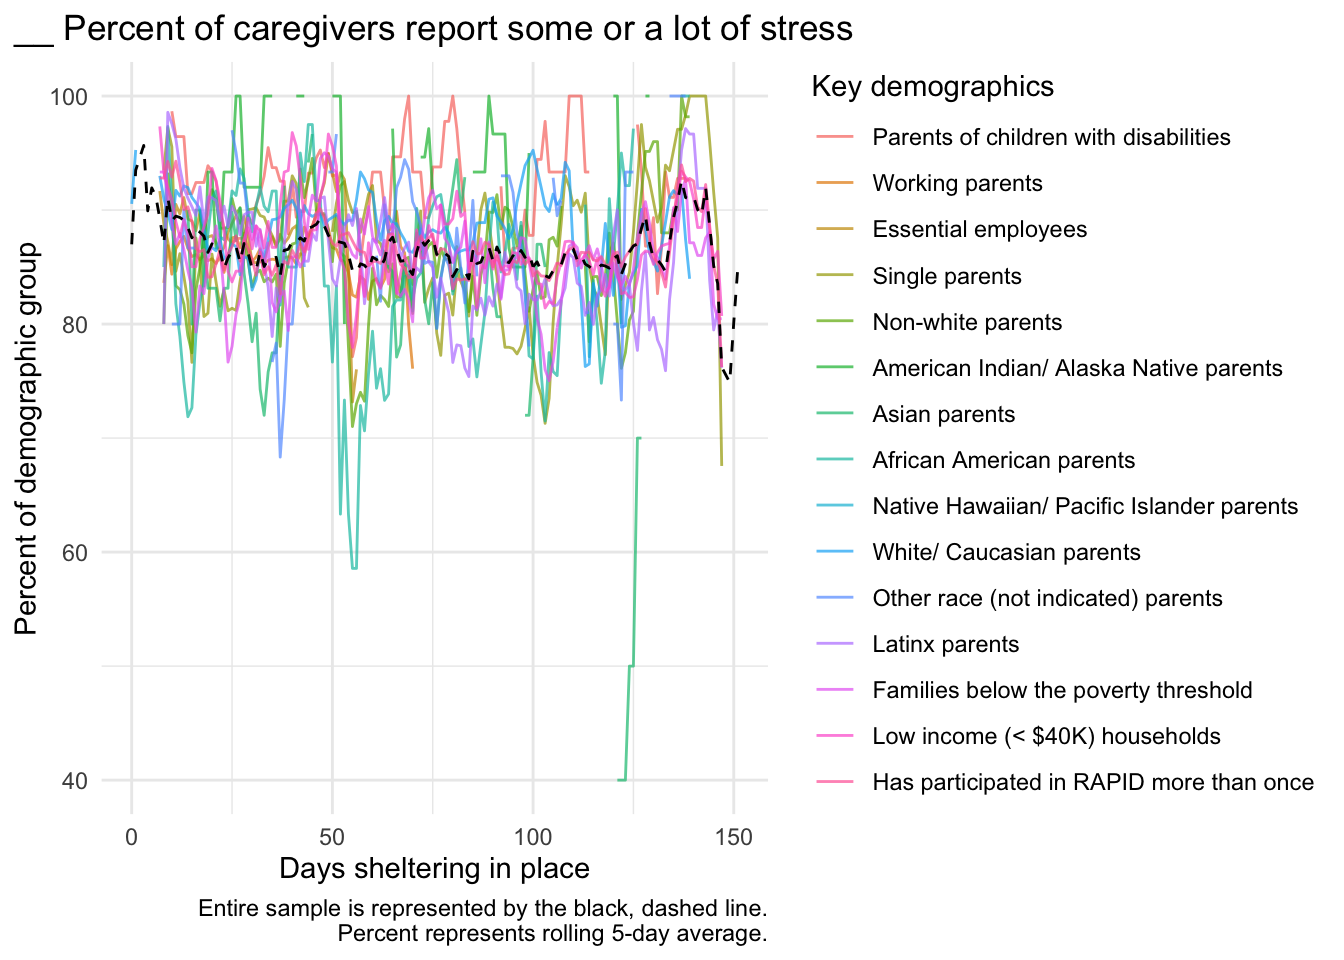 __ Percent of caregivers report some or a lot of stress
Percent of demographic group
100
80
60
40
0
50
100
150
Days sheltering in place
Entire sample is represented by the black, dashed line.
Percent represents rolling 5-day average.
Key demographics
Parents of children with disabilities
Working parents
Essential employees
Single parents
Non-white parents
American Indian/ Alaska Native parents
Asian parents
African American parents
Native Hawaiian/ Pacific Islander parents
White/ Caucasian parents
Other race (not indicated) parents
Latinx parents
Families below the poverty threshold
Low income (< $40K) households
Has participated in RAPID more than once